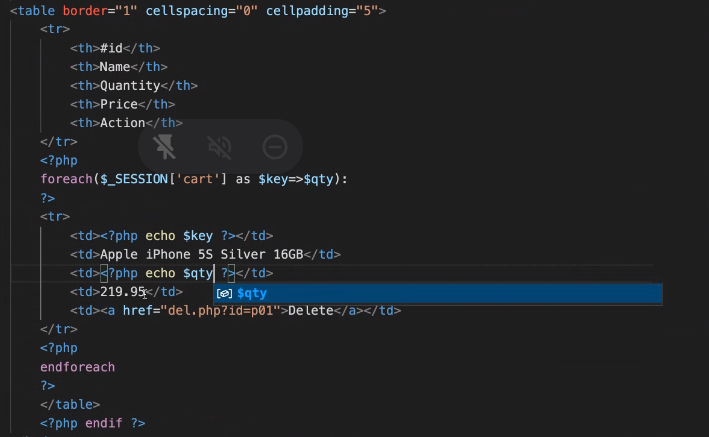 <table border="1" cellspacing="0" cellpadding="5">
<tr>
<th>#id</th>
<th>Name</th>
<th>Quantity</th>
<th>Price</th>
<th>Action</th>
</tr>
<?php
foreach($_SESSION['cart'] as $key=>$qty):
?>
<tr>
<td><?php echo $key ?></td>
<td>Apple iPhone 5S Silver 16GB</td>
<td><?php echo $qty ?></td>
<td>219.95</td>
$qty
<td><a href="del.php?id=p01">Delete</a></td>
</tr>
<?php
endforeach
?>
</table>
<?php endif ?>